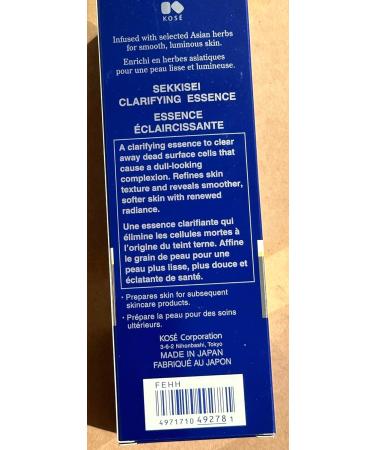 KOSÉ
Infused with selected Asian herbs
for smooth, luminous skin.
Enrichi en herbes asiatiques
pour une peau lisse et lumineuse.
SEKKISEI
CLARIFYING ESSENCE
ESSENCE
ÉCLAIRCISSANTE
A clarifying essence to clear
away dead surface cells that
cause a dull-looking
complexion. Refines skin
texture and reveals smoother,
softer skin with renewed
radiance.
Une essence clarifiante qui
élimine les cellules mortes à
l'origine du teint terne. Affine
le grain de peau pour une
peau plus lisse, plus douce et
éclatante de santé.
· Prepares skin for subsequent
skincare products.
· Prépare la peau pour des soins
ultérieurs.
KOSÉ Corporation
3-6-2 Nihonbashi, Tokyo
MADE IN JAPAN
FABRIQUÉ AU JAPON
FEHH
4971710 492781